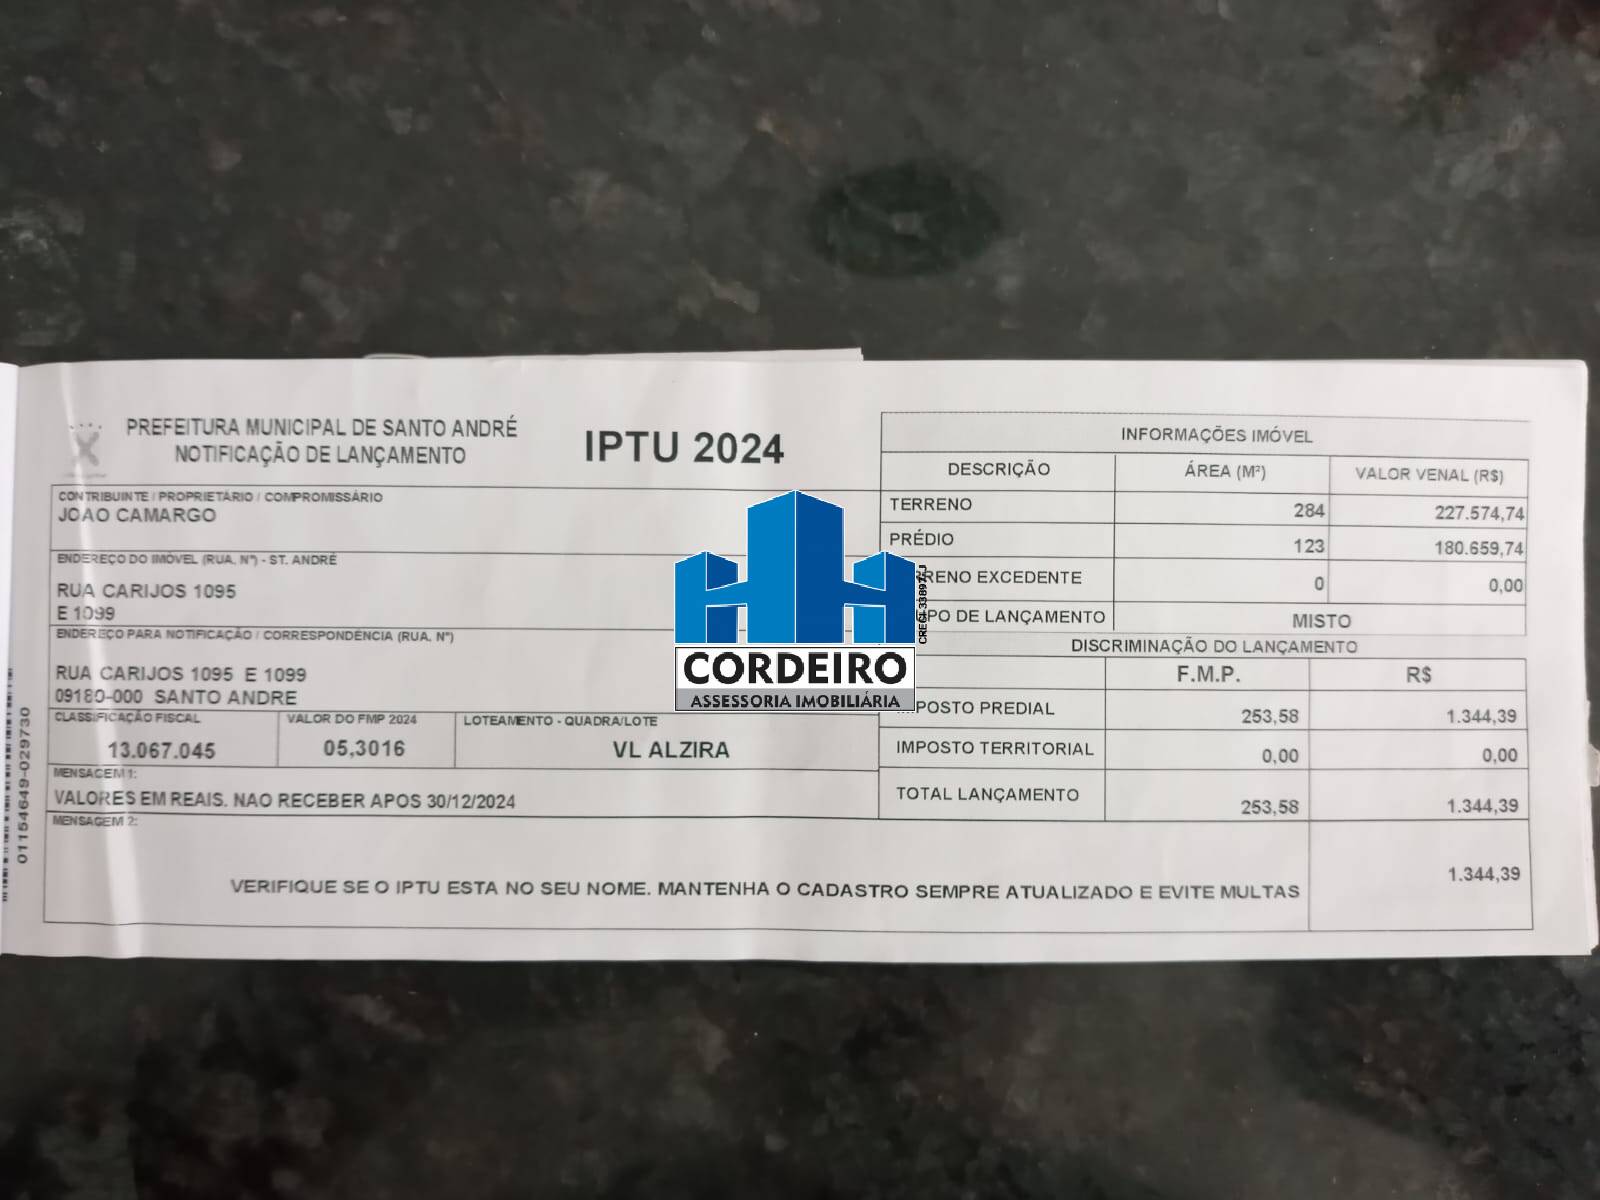 PREFEITURA MUNICIPAL DE SANTO ANDRÉ
NOTIFICAÇÃO DE LANÇAMENTO
IPTU 2024
CONTRIBUINTE / PROPRIETÁRIO / COMPROMISSÁRIO
JOAO CAMARGO
ENDEREÇO DO IMÓVEL (RUA. Nº) - ST. ANDRÉ
RUA CARIJOS 1095
E 1099
ENDEREÇO PARA NOTIFICAÇÃO / CORRESPONDÊNCIA (RUA. Nº)
RUA CARIJOS 1095 E 1099
09180-000 SANTO ANDRE
CLASSIFICAÇÃO FISCAL
13.067.045
VALOR DO FMP 2024
05,3016
LOTEAMENTO - QUADRA/LOTE
VL ALZIRA
MENSAGEM 1:
VALORES EM REAIS. NAO RECEBER APOS 30/12/2024
MENSAGEM 2:
VERIFIQUE SE O IPTU ESTA NO SEU NOME. MANTENHA O CADASTRO SEMPRE ATUALIZADO E EVITE MULTAS
INFORMAÇÕES IMÓVEL
DESCRIÇÃO ÁREA (M²) VALOR VENAL (R$)
TERRENO 284 227.574,74
PRÉDIO 123 180.659,74
RENO EXCEDENTE 0 0,00
PO DE LANÇAMENTO MISTO
DISCRIMINAÇÃO DO LANÇAMENTO
F.M.P. R$
POSTO PREDIAL 253,58 1.344,39
IMPOSTO TERRITORIAL 0,00 0,00
TOTAL LANÇAMENTO 253,58 1.344,39
1.344,39
01154649-029730
CORDEIRO
ASSESSORIA IMOBILIÁRIA